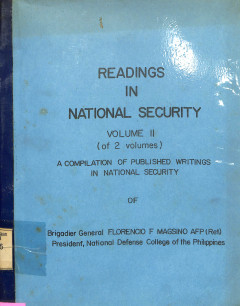 READINGS
IN
NATIONAL SECURITY
VOLUME II
(of 2 volumes)
A COMPILATION OF PUBLISHED WRITINGS
IN NATIONAL SECURITY
OF
Brigadier General FLORENCIO F MAGSINO AFP (Ret)
President, National Defense College of the Philippines